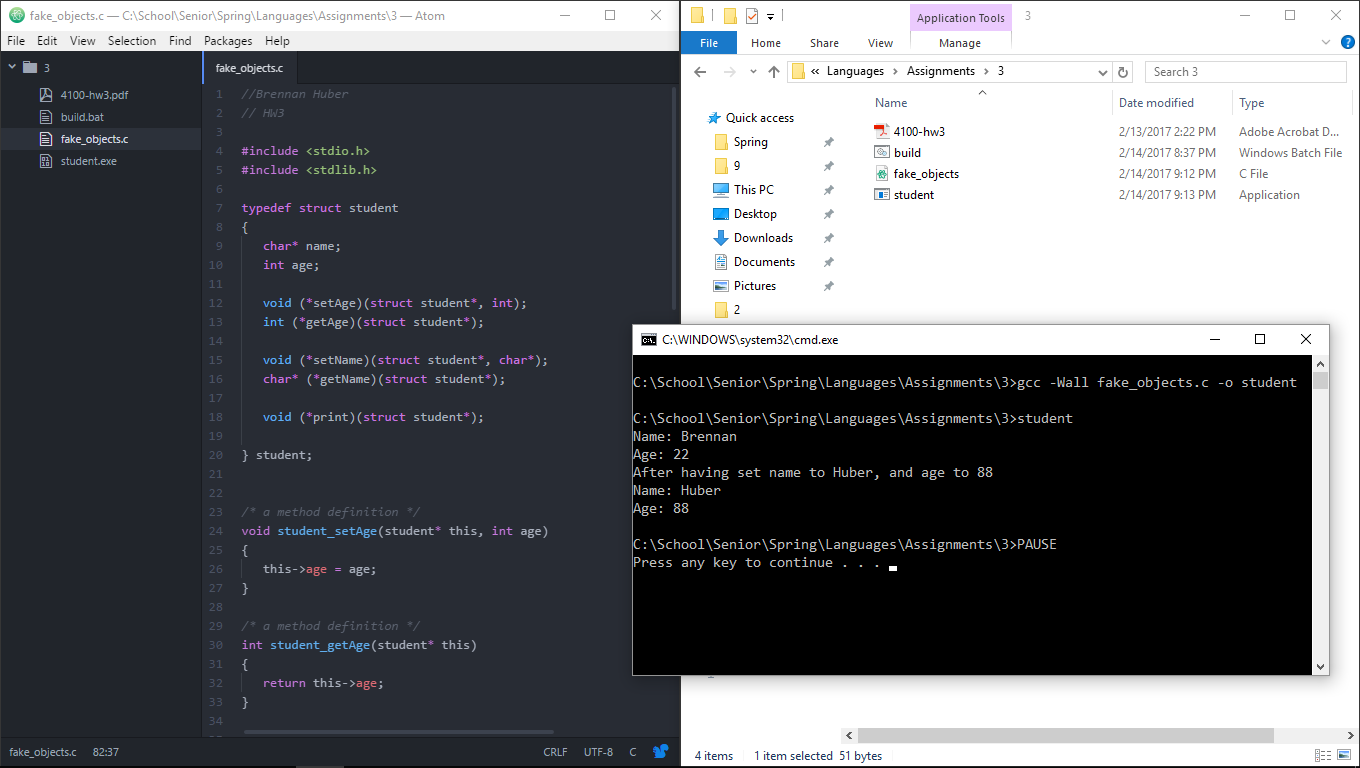 fake_objects.c — C:\School\Senior\Spring\Languages\Assignments\3 — Atom
File Edit View Selection Find Packages Help
3
4100-hw3.pdf
build.bat
fake_objects.c
student.exe
fake_objects.c
1 //Brennan Huber
2 // HW3
3
4 #include <stdio.h>
5 #include <stdlib.h>
6
7 typedef struct student
8 {
9 char* name;
10 int age;
11
12 void (*setAge)(struct student*, int);
13 int (*getAge)(struct student*);
14
15 void (*setName)(struct student*, char*);
16 char* (*getName)(struct student*);
17
18 void (*print)(struct student*);
19
20 } student;
21
22
23 /* a method definition */
24 void student_setAge(student* this, int age)
25 {
26 this->age = age;
27 }
28
29 /* a method definition */
30 int student_getAge(student* this)
31 {
32 return this->age;
33 }
34
fake_objects.c 82:37 CRLF UTF-8 C
Application Tools 3
File Home Share View Manage
« Languages › Assignments › 3 Search 3
Quick access
Spring
9
This PC
Desktop
Downloads
Documents
Pictures
2
Name Date modified Type
4100-hw3 2/13/2017 2:22 PM Adobe Acrobat D...
build 2/14/2017 8:37 PM Windows Batch File
fake_objects 2/14/2017 9:12 PM C File
student 2/14/2017 9:13 PM Application
C:\WINDOWS\system32\cmd.exe
C:\School\Senior\Spring\Languages\Assignments\3>gcc -Wall fake_objects.c -o student
C:\School\Senior\Spring\Languages\Assignments\3>student
Name: Brennan
Age: 22
After having set name to Huber, and age to 88
Name: Huber
Age: 88
C:\School\Senior\Spring\Languages\Assignments\3>PAUSE
Press any key to continue . . .
4 items 1 item selected 51 bytes